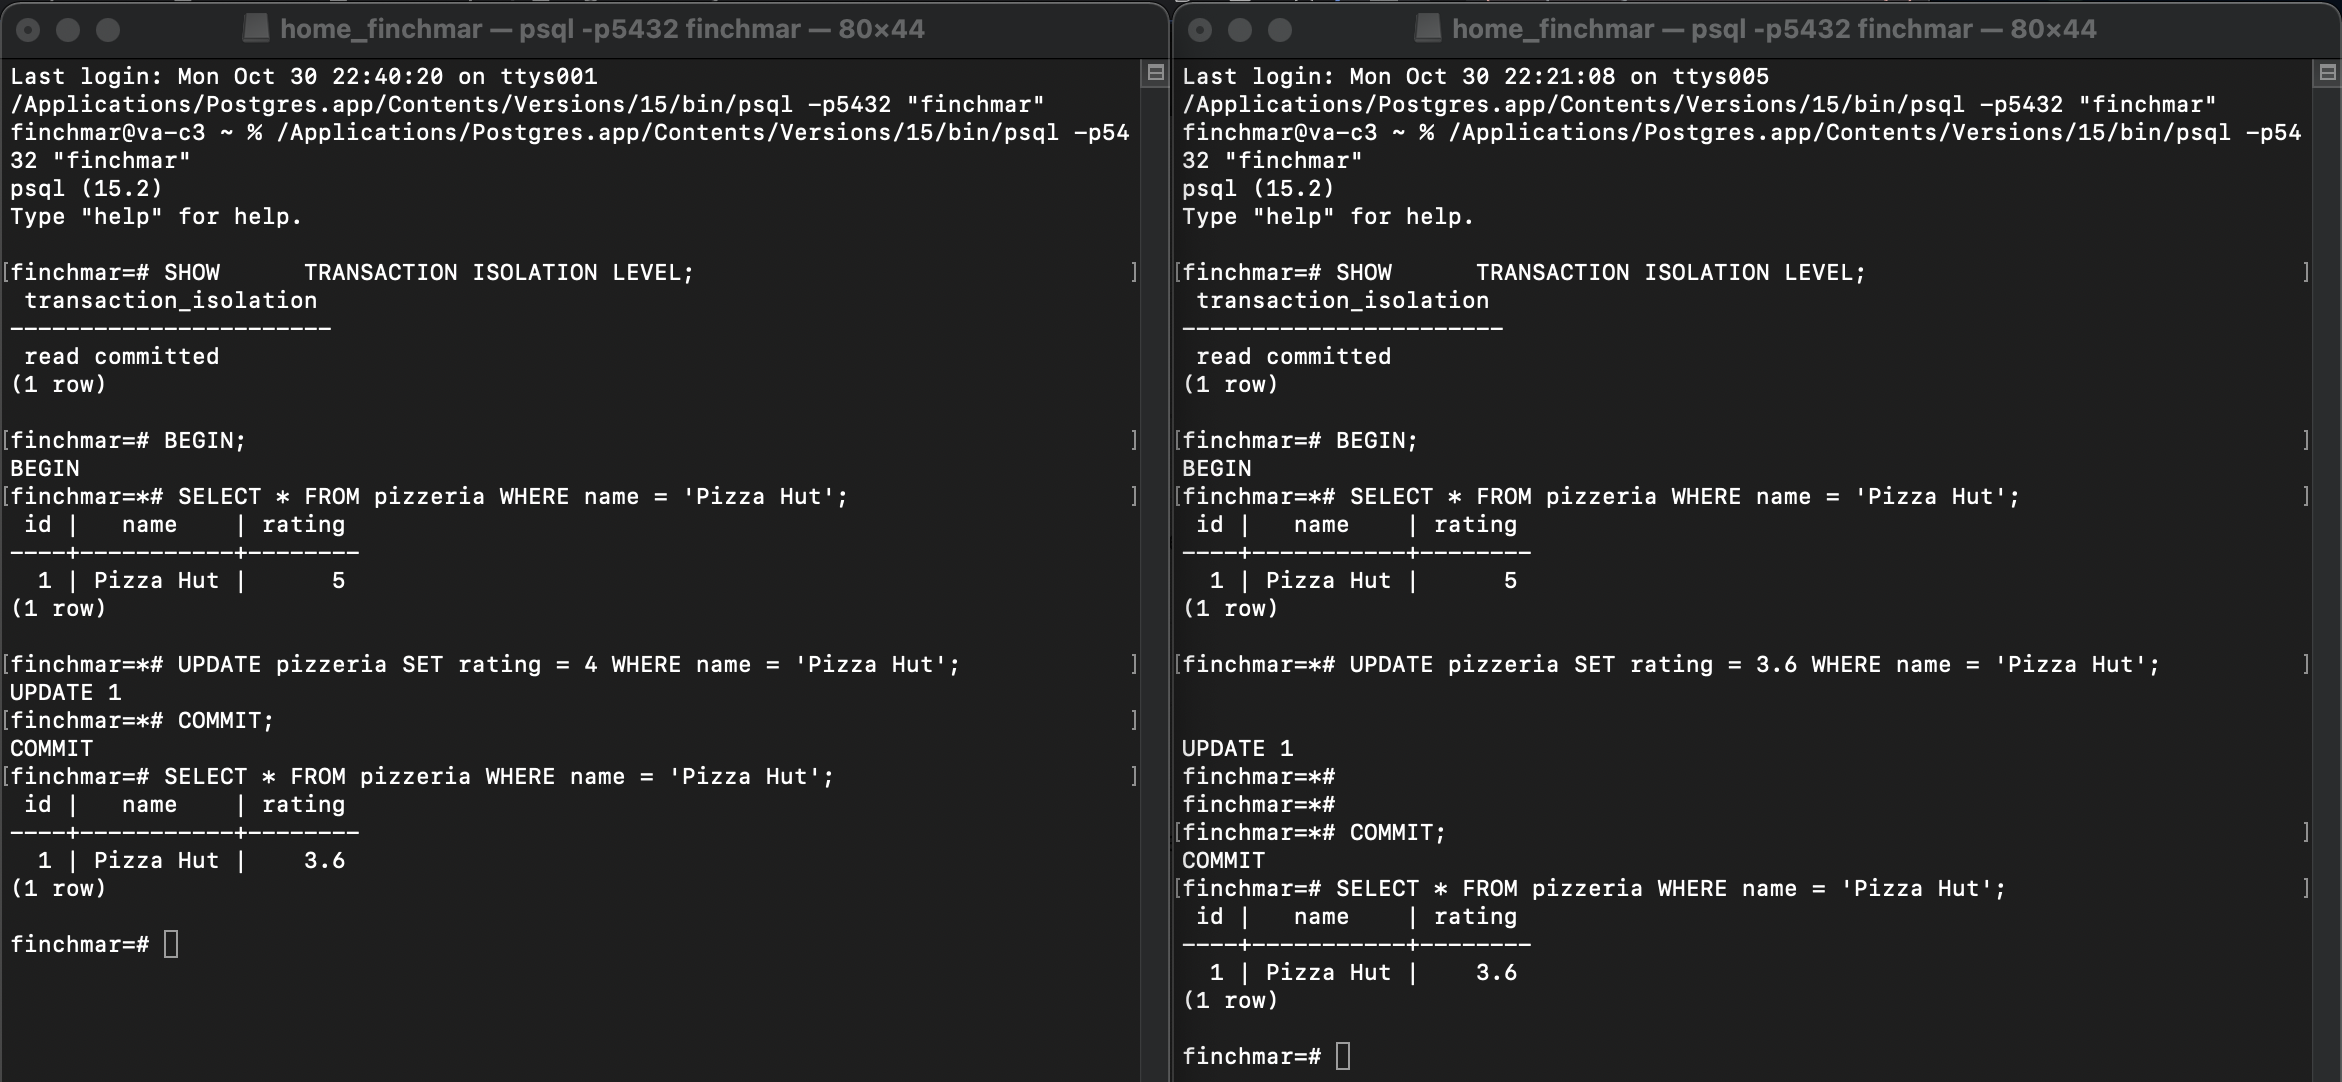 home_finchmar — psql -p5432 finchmar — 80×44
Last login: Mon Oct 30 22:40:20 on ttys001
/Applications/Postgres.app/Contents/Versions/15/bin/psql -p5432 "finchmar"
finchmar@va-c3 ~ % /Applications/Postgres.app/Contents/Versions/15/bin/psql -p54
32 "finchmar"
psql (15.2)
Type "help" for help.
[finchmar=# SHOW      TRANSACTION ISOLATION LEVEL;                               ]
 transaction_isolation
-----------------------
 read committed
(1 row)
[finchmar=# BEGIN;                                                               ]
BEGIN
[finchmar=*# SELECT * FROM pizzeria WHERE name = 'Pizza Hut';                    ]
 id |   name    | rating
----+-----------+--------
  1 | Pizza Hut |      5
(1 row)
[finchmar=*# UPDATE pizzeria SET rating = 4 WHERE name = 'Pizza Hut';            ]
UPDATE 1
[finchmar=*# COMMIT;                                                             ]
COMMIT
[finchmar=# SELECT * FROM pizzeria WHERE name = 'Pizza Hut';                     ]
 id |   name    | rating
----+-----------+--------
  1 | Pizza Hut |    3.6
(1 row)
finchmar=#
home_finchmar — psql -p5432 finchmar — 80×44
Last login: Mon Oct 30 22:21:08 on ttys005
/Applications/Postgres.app/Contents/Versions/15/bin/psql -p5432 "finchmar"
finchmar@va-c3 ~ % /Applications/Postgres.app/Contents/Versions/15/bin/psql -p54
32 "finchmar"
psql (15.2)
Type "help" for help.
[finchmar=# SHOW      TRANSACTION ISOLATION LEVEL;                               ]
 transaction_isolation
-----------------------
 read committed
(1 row)
[finchmar=# BEGIN;                                                               ]
BEGIN
[finchmar=*# SELECT * FROM pizzeria WHERE name = 'Pizza Hut';                    ]
 id |   name    | rating
----+-----------+--------
  1 | Pizza Hut |      5
(1 row)
[finchmar=*# UPDATE pizzeria SET rating = 3.6 WHERE name = 'Pizza Hut';          ]
UPDATE 1
finchmar=*#
finchmar=*#
[finchmar=*# COMMIT;                                                             ]
COMMIT
[finchmar=# SELECT * FROM pizzeria WHERE name = 'Pizza Hut';                     ]
 id |   name    | rating
----+-----------+--------
  1 | Pizza Hut |    3.6
(1 row)
finchmar=#